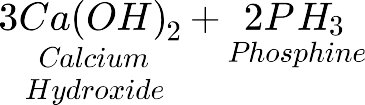 3Ca(OH)₂ + 2PH₃
Calcium Phosphine
Hydroxide